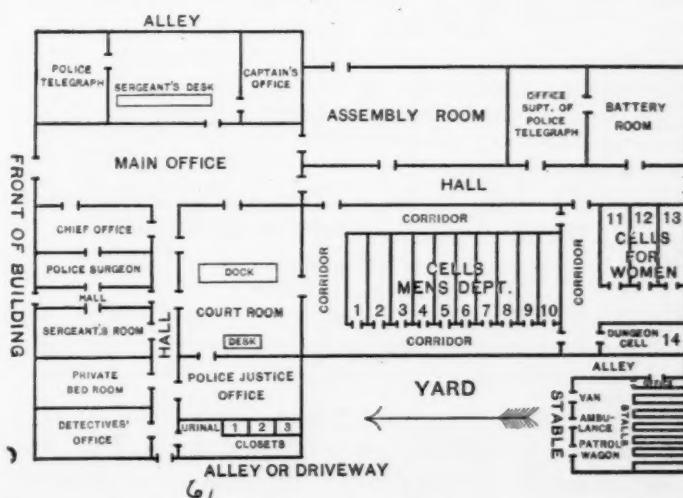 ALLEY
POLICE
TELEGRAPH
SERGEANT'S DESK
CAPTAIN'S
OFFICE
ASSEMBLY ROOM
OFFICE
SUPT. OF
POLICE
TELEGRAPH
BATTERY
ROOM
MAIN OFFICE
FRONT OF BUILDING
HALL
CHIEF OFFICE
POLICE SURGEON
HALL
SERGEANT'S ROOM
PRIVATE
BED ROOM
DETECTIVES'
OFFICE
HALL
DOCK
COURT ROOM
DESK
POLICE JUSTICE
OFFICE
URINAL 1 2 3
CLOSETS
CORRIDOR
CORRIDOR
CELLS
MENS DEPT.
1 2 3 4 5 6 7 8 9 10
CORRIDOR
CORRIDOR
11 12 13
CELLS
FOR
WOMEN
DUNGEON
CELL 14
ALLEY
YARD
STABLE
OFFICE
VAN
AMBU-
LANCE
PATROL
WAGON
STALLS
ALLEY OR DRIVEWAY
61